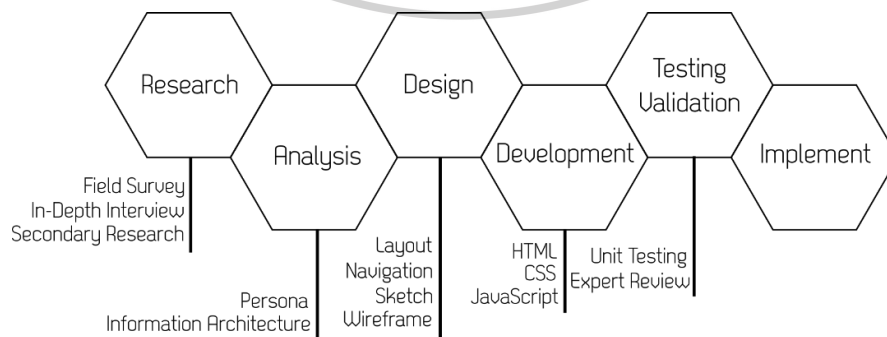 Research
Analysis
Design
Development
Testing
Validation
Implement
Field Survey
In-Depth Interview
Secondary Research
Persona
Information Architecture
Layout
Navigation
Sketch
Wireframe
HTML
CSS
JavaScript
Unit Testing
Expert Review